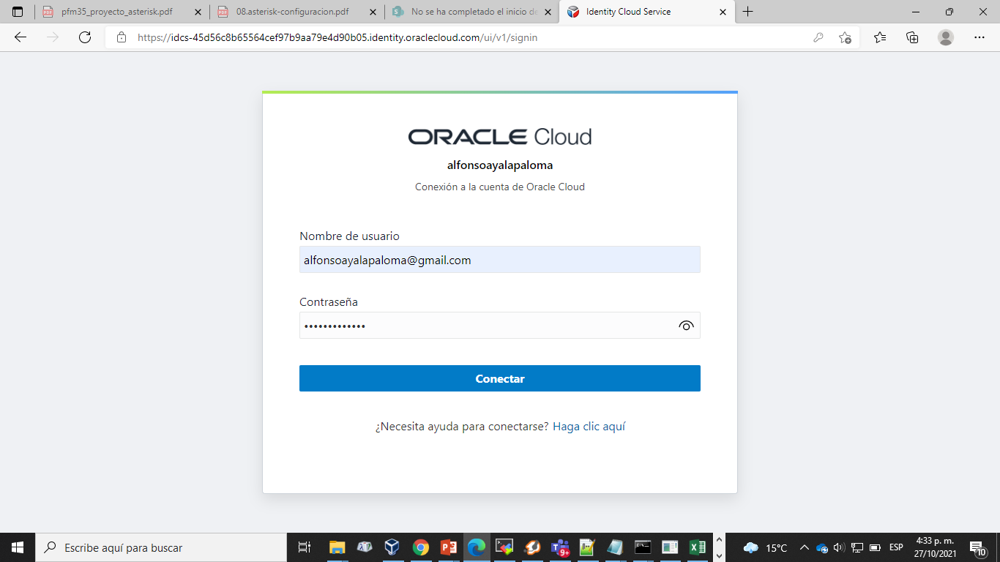 pfm35_proyecto_asterisk.pdf
08.asterisk-configuracion.pdf
No se ha completado el inicio de
Identity Cloud Service
https://idcs-45d56c8b65564cef97b9aa79e4d90b05.identity.oraclecloud.com/ui/v1/signin
ORACLE Cloud
alfonsoayalapaloma
Conexión a la cuenta de Oracle Cloud
Nombre de usuario
alfonsoayalapaloma@gmail.com
Contraseña
•••••••••••••
Conectar
¿Necesita ayuda para conectarse? Haga clic aquí
Escribe aquí para buscar
9+
15°C
ESP
4:33 p. m.
27/10/2021
10